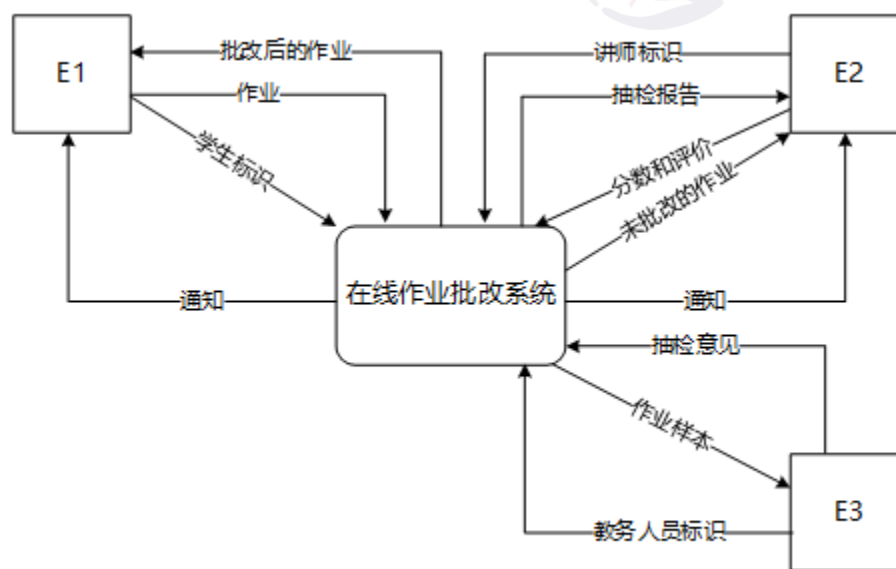 E1
批改后的作业
讲师标识
E2
作业
抽检报告
学生标识
分数和评价
未批改的作业
通知
在线作业批改系统
通知
抽检意见
作业样本
E3
教务人员标识